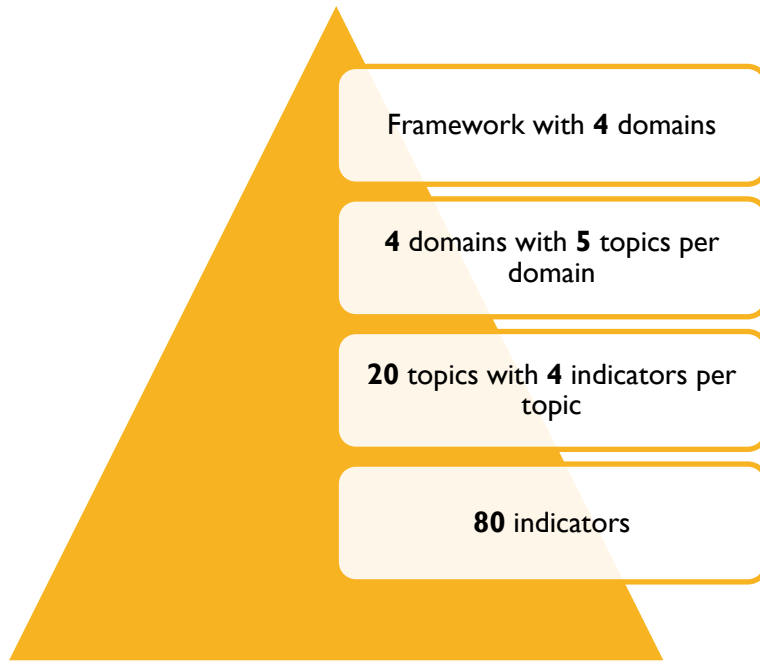 Framework with 4 domains
4 domains with 5 topics per
domain
20 topics with 4 indicators per
topic
80 indicators